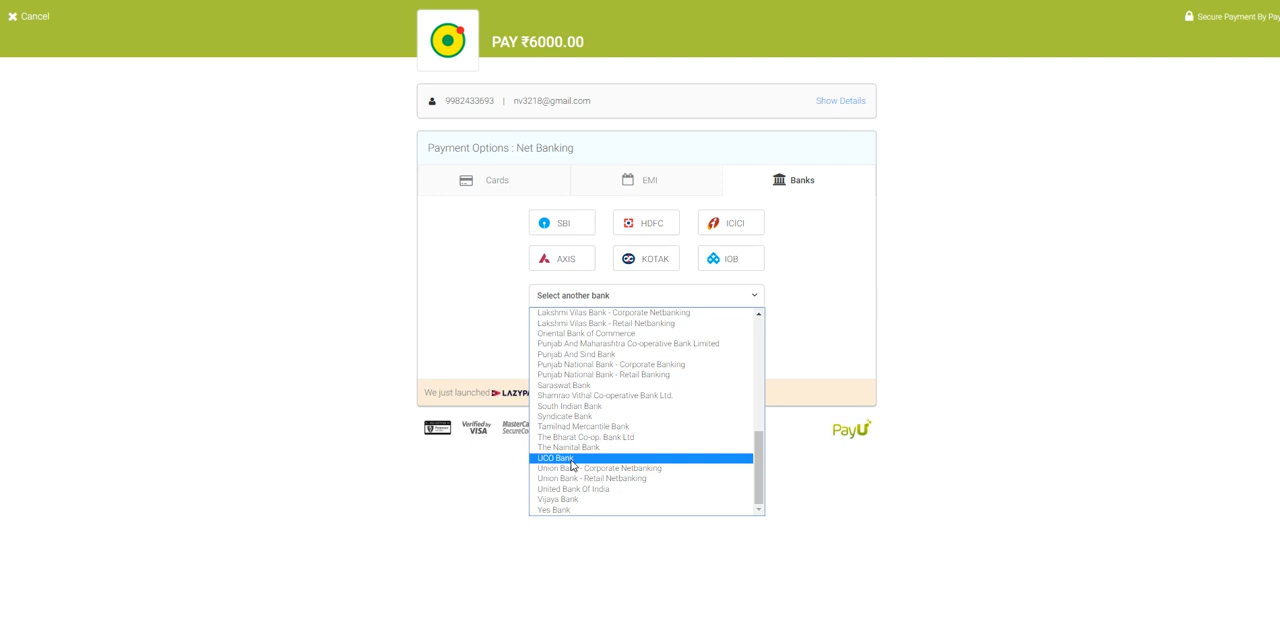 ✖ Cancel
Secure Payment By Pay
PAY ₹6000.00
9982433693 | nv3218@gmail.com
Show Details
Payment Options : Net Banking
Cards
EMI
Banks
SBI
HDFC
ICICI
AXIS
KOTAK
IOB
Select another bank
Lakshmi Vilas Bank - Corporate Netbanking
Lakshmi Vilas Bank - Retail Netbanking
Oriental Bank of Commerce
Punjab And Maharashtra Co-operative Bank Limited
Punjab And Sind Bank
Punjab National Bank - Corporate Banking
Punjab National Bank - Retail Banking
Saraswat Bank
Shamrao Vithal Co-operative Bank Ltd.
South Indian Bank
Syndicate Bank
Tamilnad Mercantile Bank
The Bharat Co-op. Bank Ltd
The Nainital Bank
UCO Bank
Union Bank - Corporate Netbanking
Union Bank - Retail Netbanking
United Bank Of India
Vijaya Bank
Yes Bank
We just launched LAZYPA
Verified by
VISA
MasterCa
SecureCo
PayU